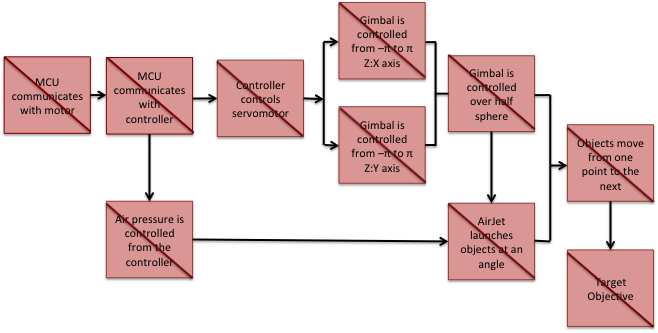 MCU
communicates
with motor
MCU
communicates
with
controller
Controller
controls
servomotor
Gimbal is
controlled
from –π to π
Z:X axis
Gimbal is
controlled
from –π to π
Z:Y axis
Gimbal is
controlled
over half
sphere
Objects move
from one
point to the
next
Air pressure is
controlled
from the
controller
AirJet
launches
objects at an
angle
Target
Objective